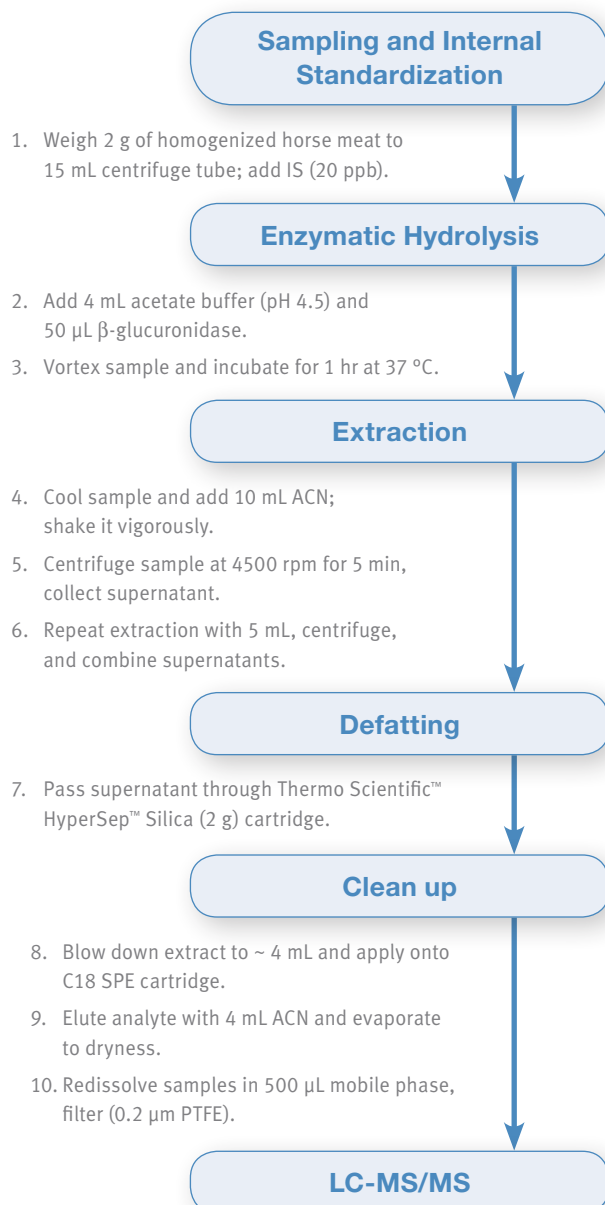 Sampling and Internal
Standardization
1. Weigh 2 g of homogenized horse meat to
15 mL centrifuge tube; add IS (20 ppb).
Enzymatic Hydrolysis
2. Add 4 mL acetate buffer (pH 4.5) and
50 µL β-glucuronidase.
3. Vortex sample and incubate for 1 hr at 37 °C.
Extraction
4. Cool sample and add 10 mL ACN;
shake it vigorously.
5. Centrifuge sample at 4500 rpm for 5 min,
collect supernatant.
6. Repeat extraction with 5 mL, centrifuge,
and combine supernatants.
Defatting
7. Pass supernatant through Thermo Scientific™
HyperSep™ Silica (2 g) cartridge.
Clean up
8. Blow down extract to ~ 4 mL and apply onto
C18 SPE cartridge.
9. Elute analyte with 4 mL ACN and evaporate
to dryness.
10. Redissolve samples in 500 µL mobile phase,
filter (0.2 µm PTFE).
LC-MS/MS